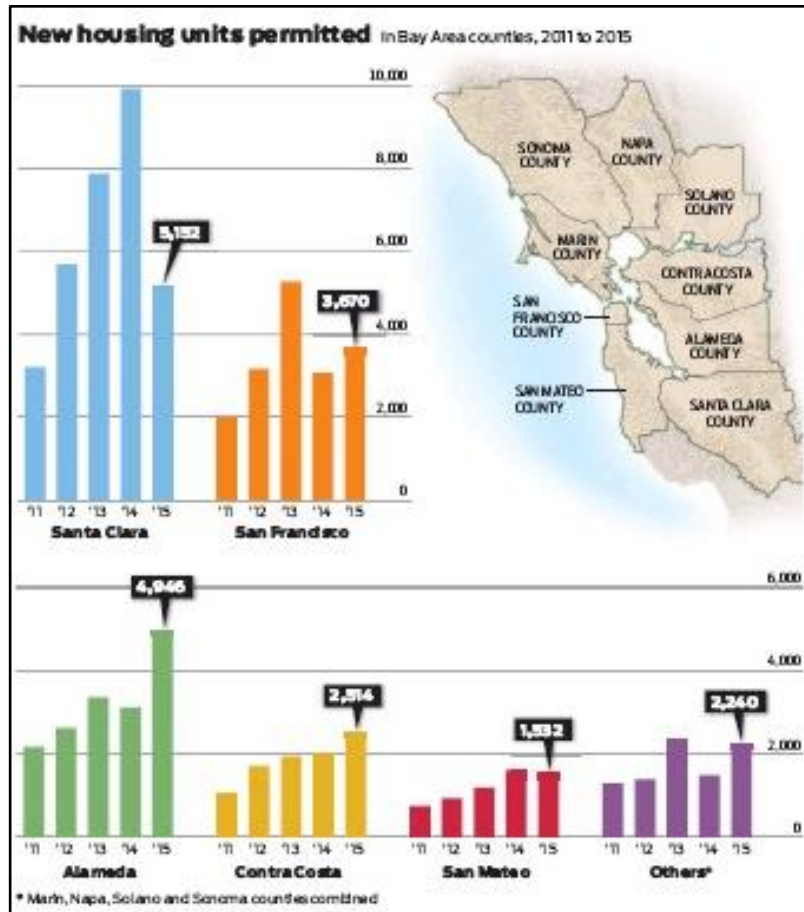 New housing units permitted In Bay Area counties, 2011 to 2015
10,000
8,000
6,000
4,000
2,000
0
5,152
3,670
'11 '12 '13 '14 '15
Santa Clara
'11 '12 '13 '14 '15
San Francisco
SONOMA
COUNTY
NAPA
COUNTY
SOLANO
COUNTY
MARIN
COUNTY
CONTRA COSTA
COUNTY
SAN
FRANCISCO
COUNTY
ALAMEDA
COUNTY
SAN MATEO
COUNTY
SANTA CLARA
COUNTY
6,000
4,000
2,000
0
4,946
2,514
1,532
2,240
'11 '12 '13 '14 '15
Alameda
'11 '12 '13 '14 '15
Contra Costa
'11 '12 '13 '14 '15
San Mateo
'11 '12 '13 '14 '15
Others*
* Marin, Napa, Solano and Sonoma counties combined